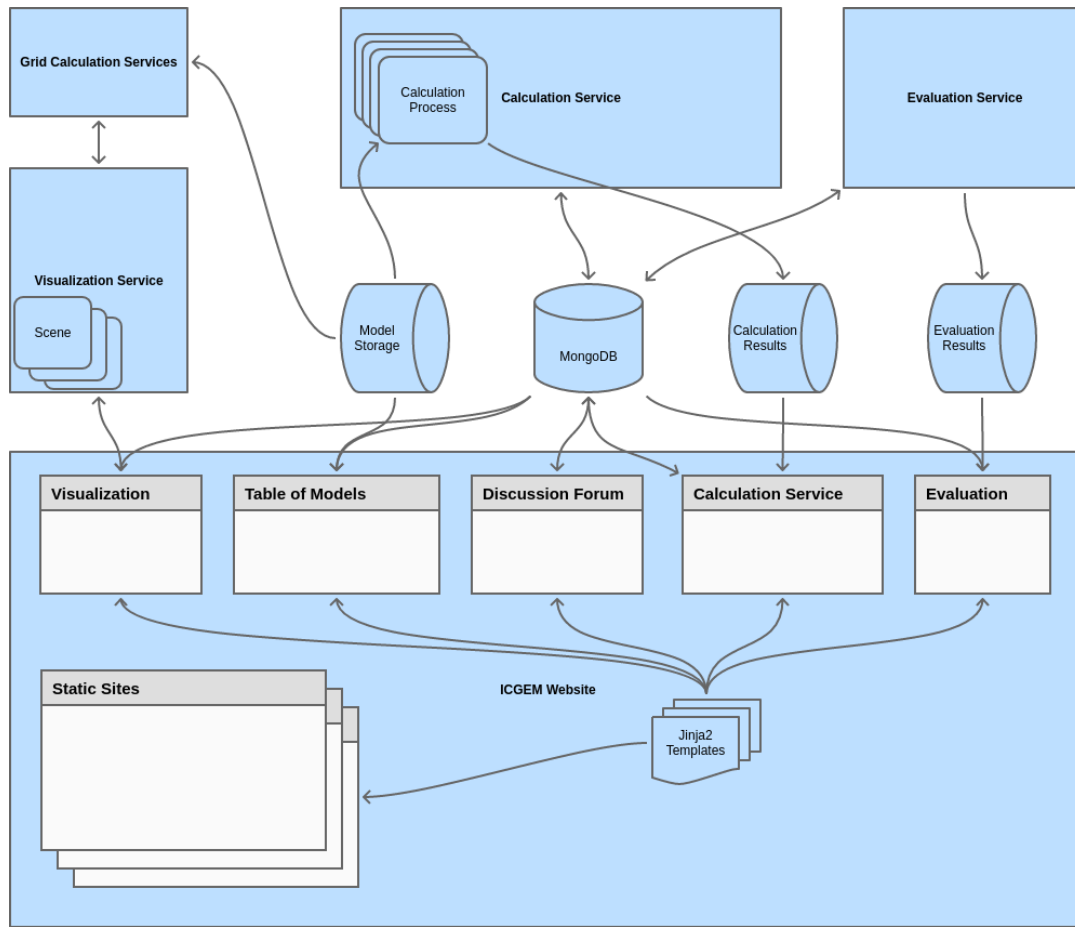 Grid Calculation Services
Calculation
Process
Calculation Service
Evaluation Service
Visualization Service
Scene
Model
Storage
MongoDB
Calculation
Results
Evaluation
Results
Visualization
Table of Models
Discussion Forum
Calculation Service
Evaluation
Static Sites
ICGEM Website
Jinja2
Templates